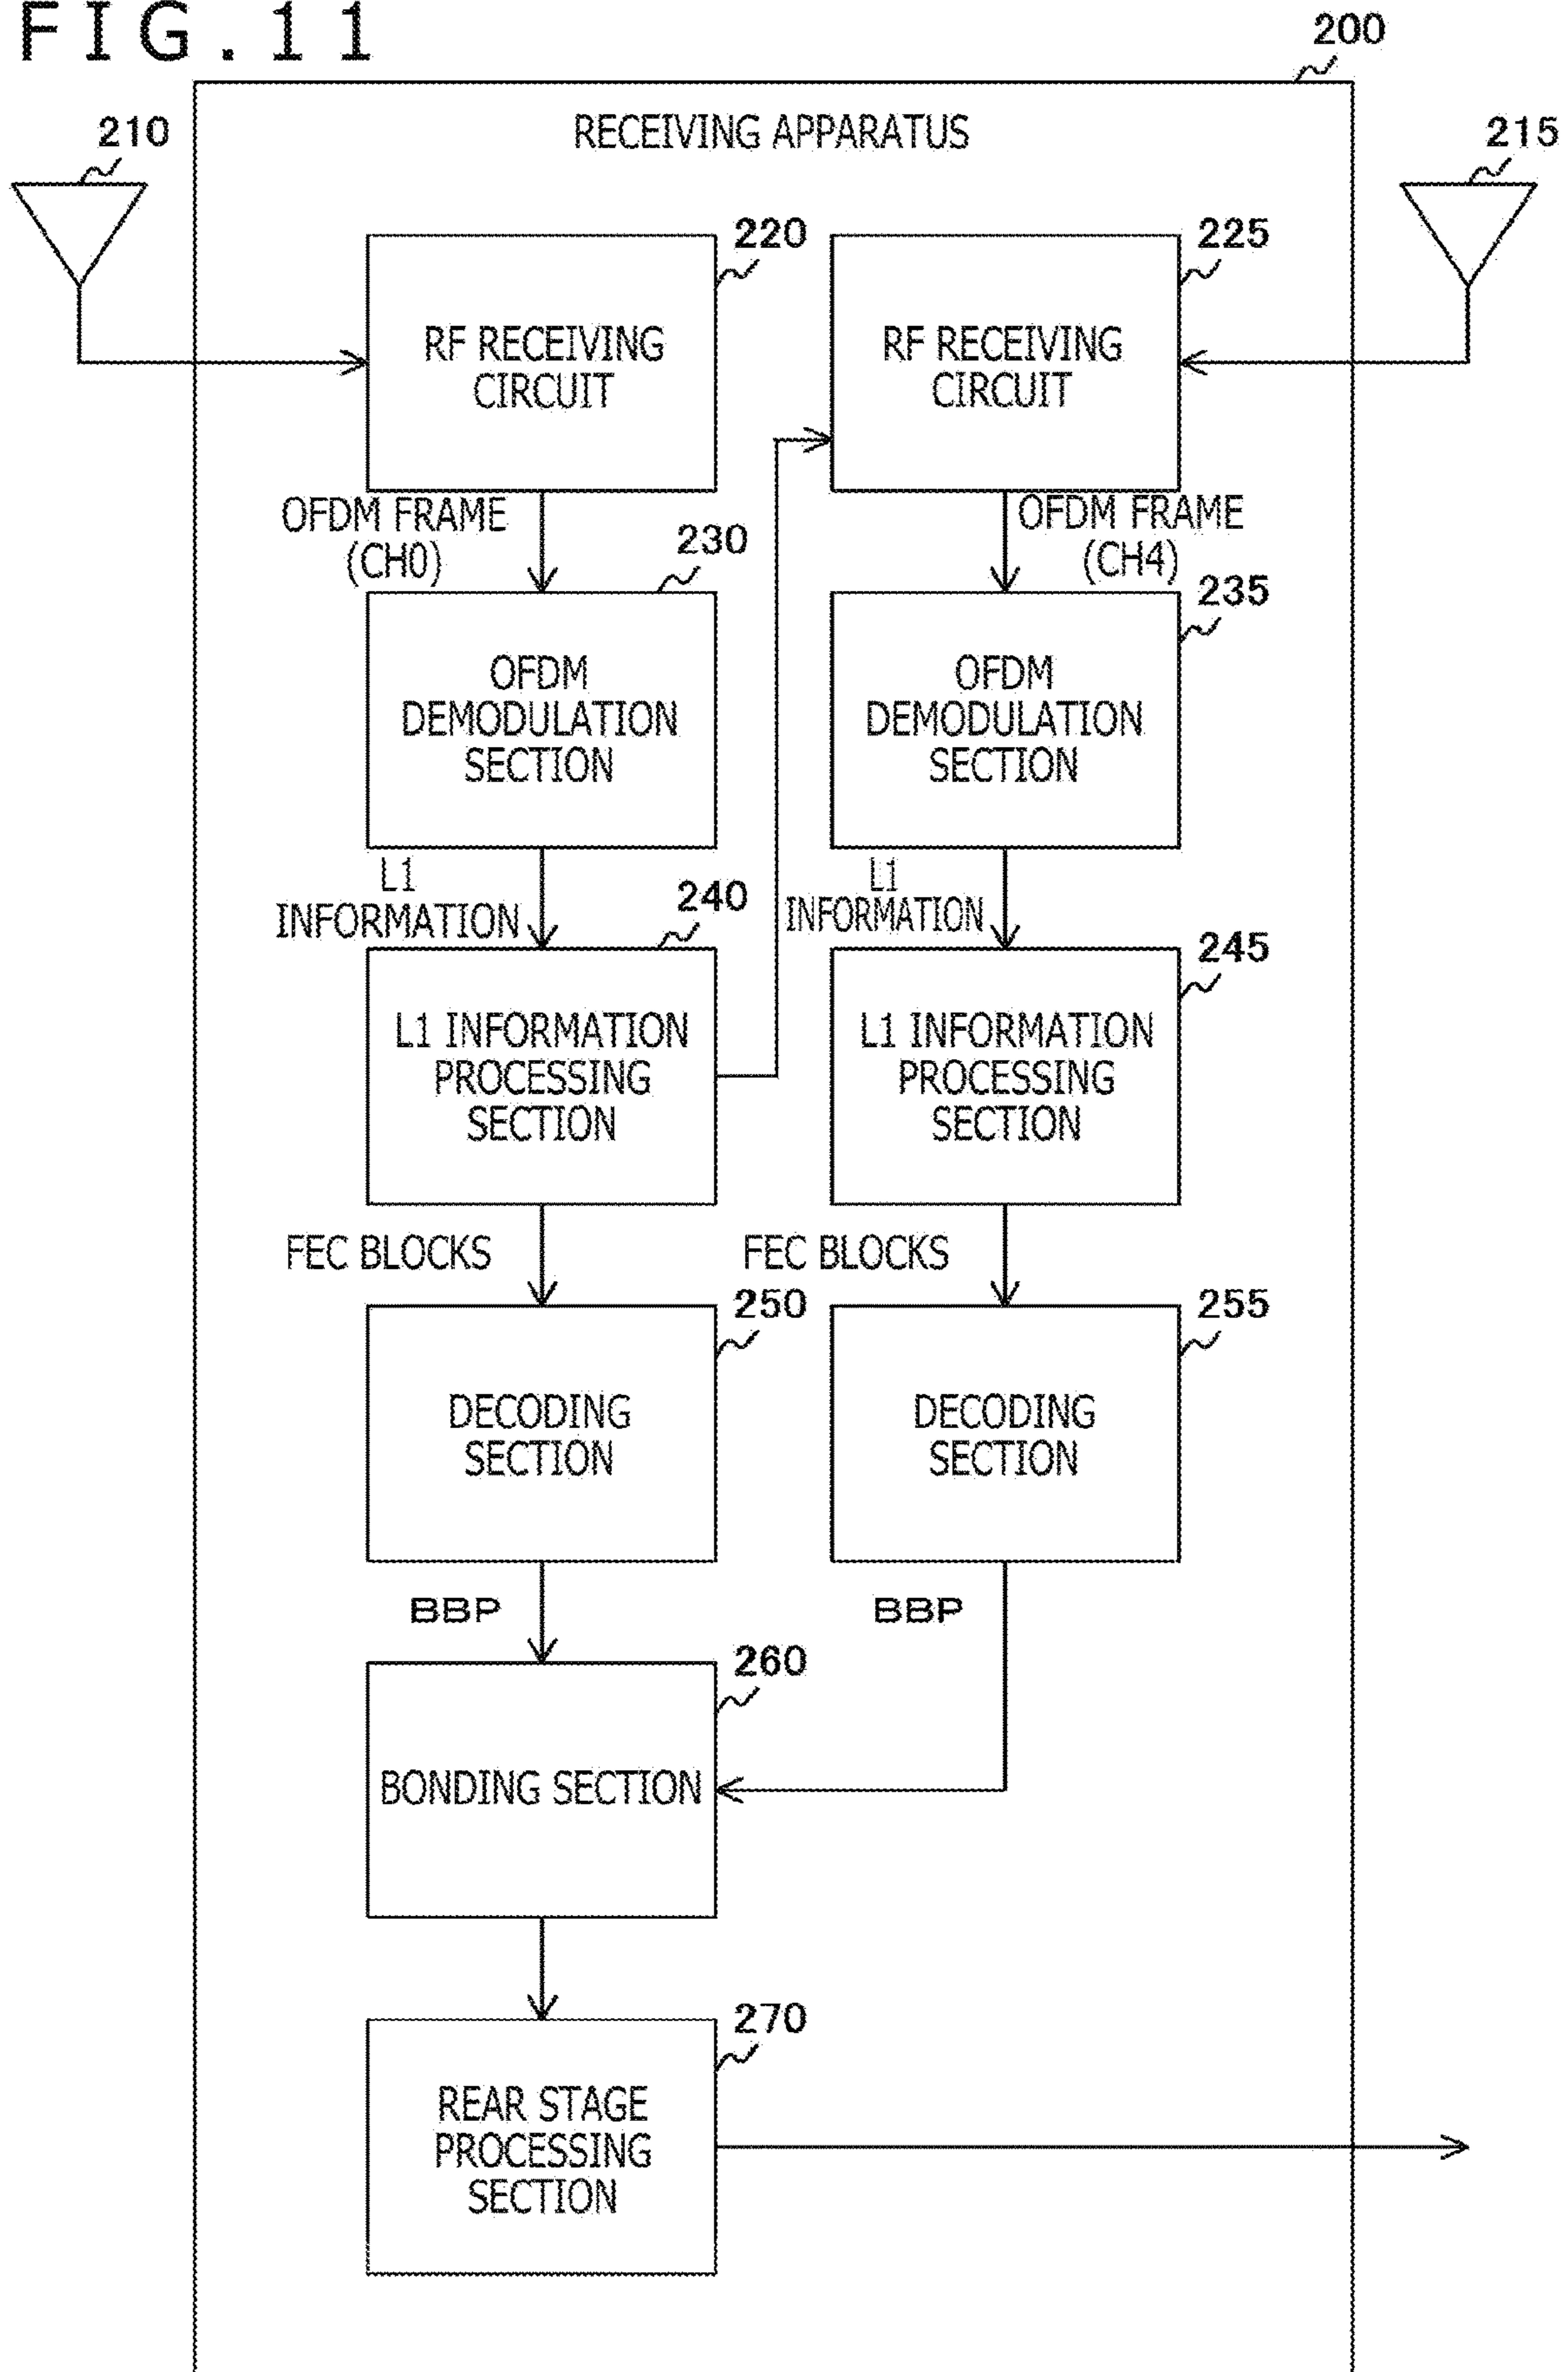 FIG.11
200
RECEIVING APPARATUS
210
215
220
225
RF RECEIVING
CIRCUIT
RF RECEIVING
CIRCUIT
OFDM FRAME
(CH0)
OFDM FRAME
(CH4)
230
235
OFDM
DEMODULATION
SECTION
OFDM
DEMODULATION
SECTION
L1
INFORMATION
L1
INFORMATION
240
245
L1 INFORMATION
PROCESSING
SECTION
L1 INFORMATION
PROCESSING
SECTION
FEC BLOCKS
FEC BLOCKS
250
255
DECODING
SECTION
DECODING
SECTION
BBP
BBP
260
BONDING SECTION
270
REAR STAGE
PROCESSING
SECTION